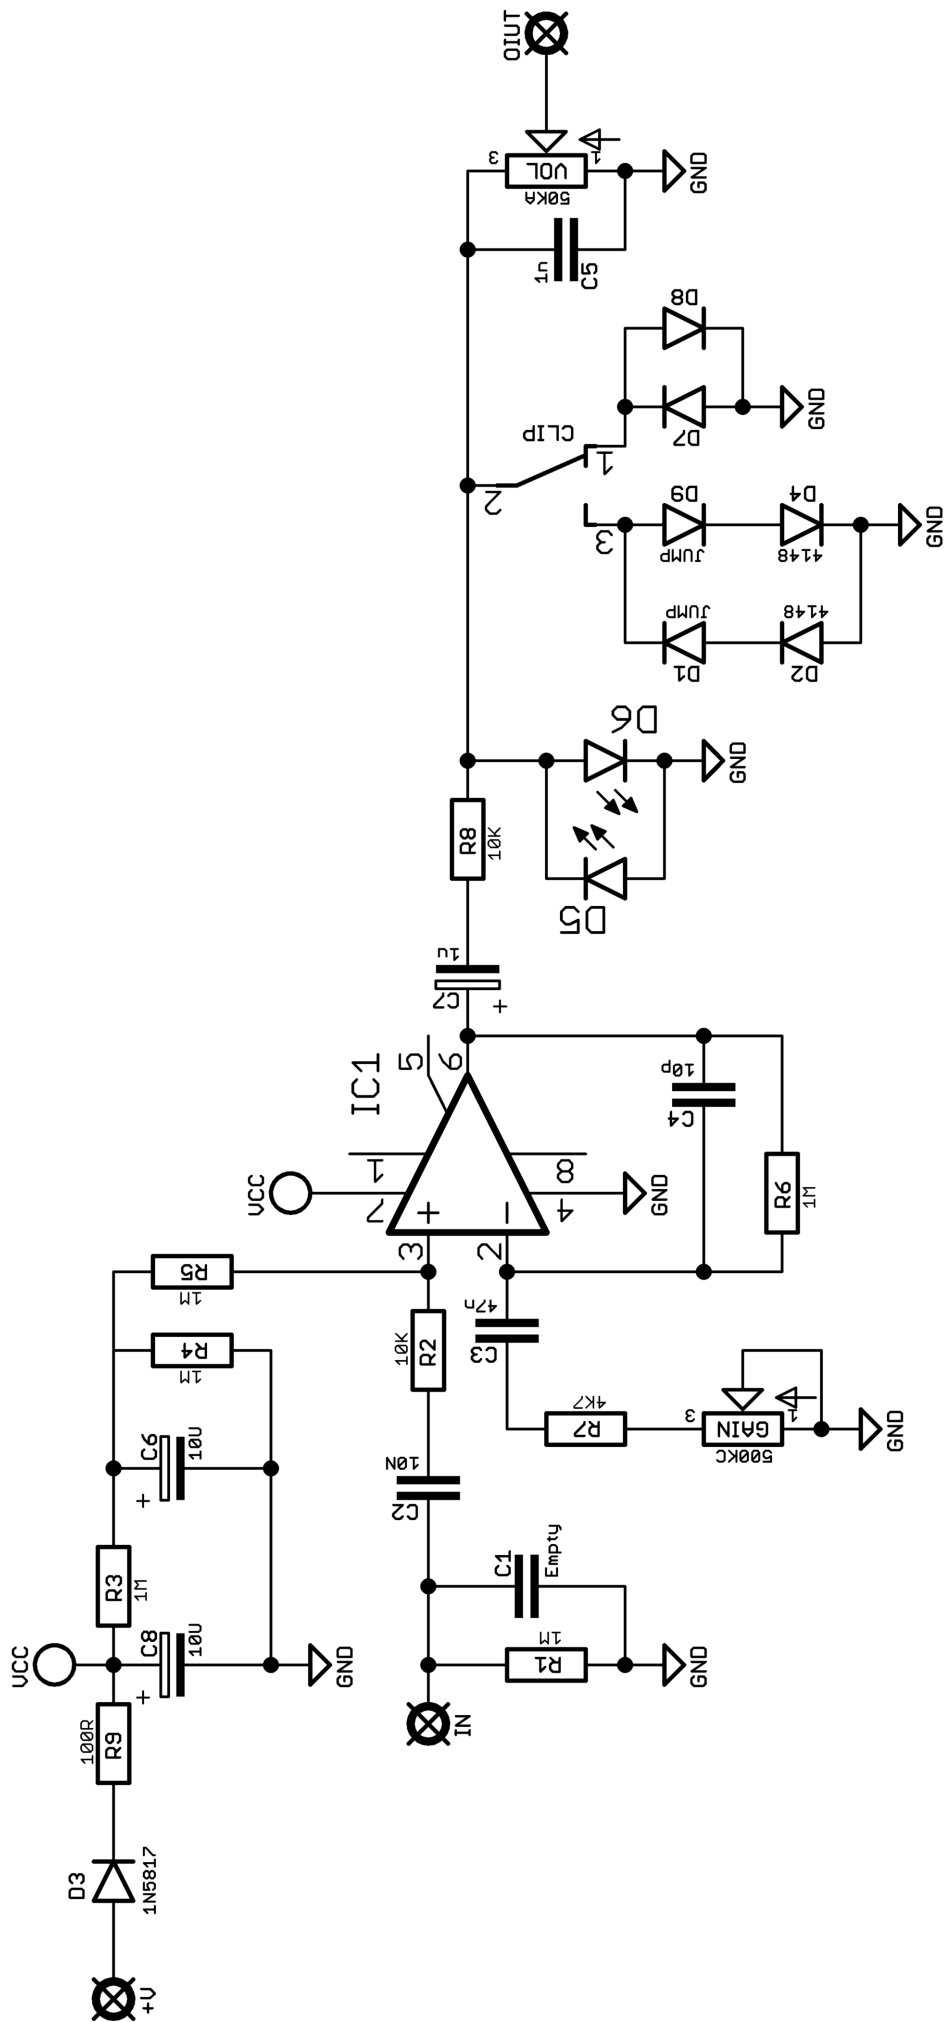 OIUT
3
VOL
1
50KA
GND
1n
C5
D8
D7
GND
CLIP
1
2
3
D9
JUMP
D4
4148
GND
D1
JUMP
D2
4148
D6
GND
D5
R8
10K
1u
C7
+
IC1
5
6
1
8
VCC
7
4
GND
+
-
3
2
10p
C4
R6
1M
R5
1M
R4
1M
10K
R2
47n
C3
4K7
R7
3
GAIN
1
500KC
GND
C6
10U
+
10N
C2
R3
1M
C1
Empty
VCC
C8
10U
+
GND
1M
R1
GND
IN
100R
R9
D3
1N5817
+V